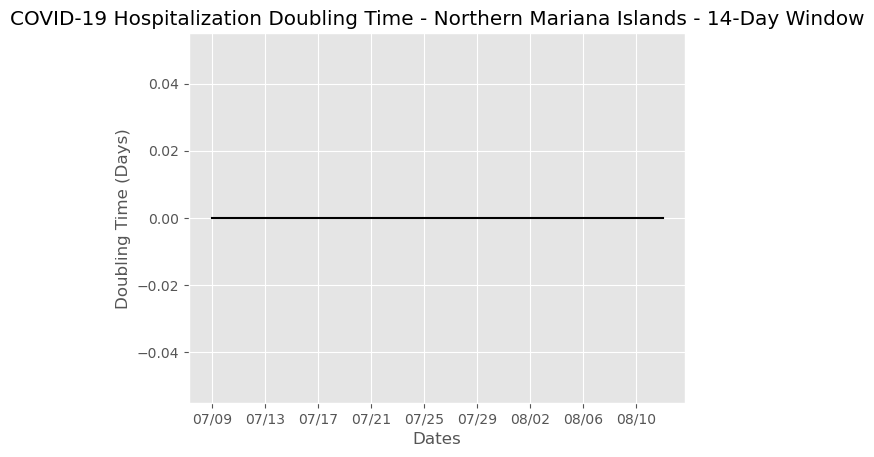 COVID-19 Hospitalization Doubling Time - Northern Mariana Islands - 14-Day Window
Doubling Time (Days)
0.04
0.02
0.00
−0.02
−0.04
07/09 07/13 07/17 07/21 07/25 07/29 08/02 08/06 08/10
Dates